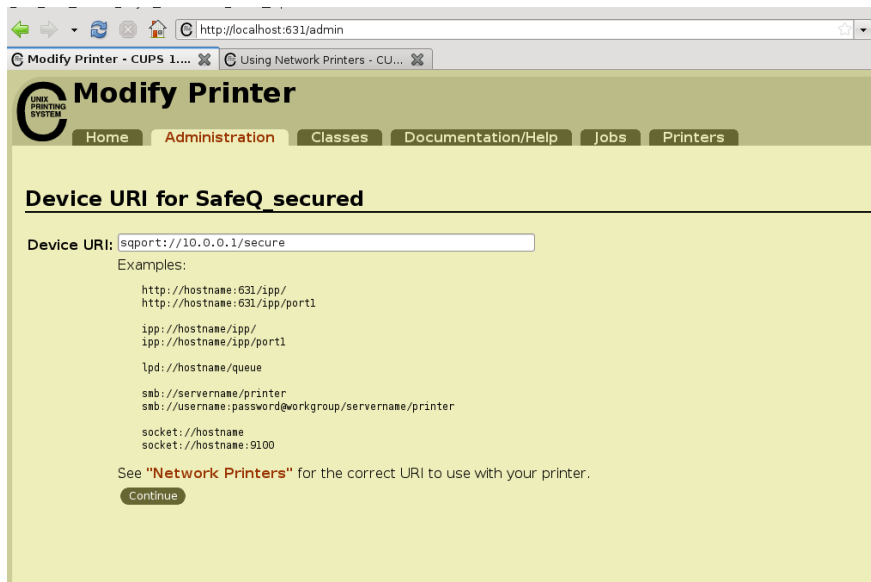 http://localhost:631/admin
Modify Printer - CUPS 1....
Using Network Printers - CU...
UNIX
PRINTING
SYSTEM
Modify Printer
Home Administration Classes Documentation/Help Jobs Printers
Device URI for SafeQ_secured
Device URI: sqport://10.0.0.1/secure
Examples:
http://hostname:631/ipp/
http://hostname:631/ipp/port1
ipp://hostname/ipp/
ipp://hostname/ipp/port1
lpd://hostname/queue
smb://servername/printer
smb://username:password@workgroup/servername/printer
socket://hostname
socket://hostname:9100
See "Network Printers" for the correct URI to use with your printer.
Continue